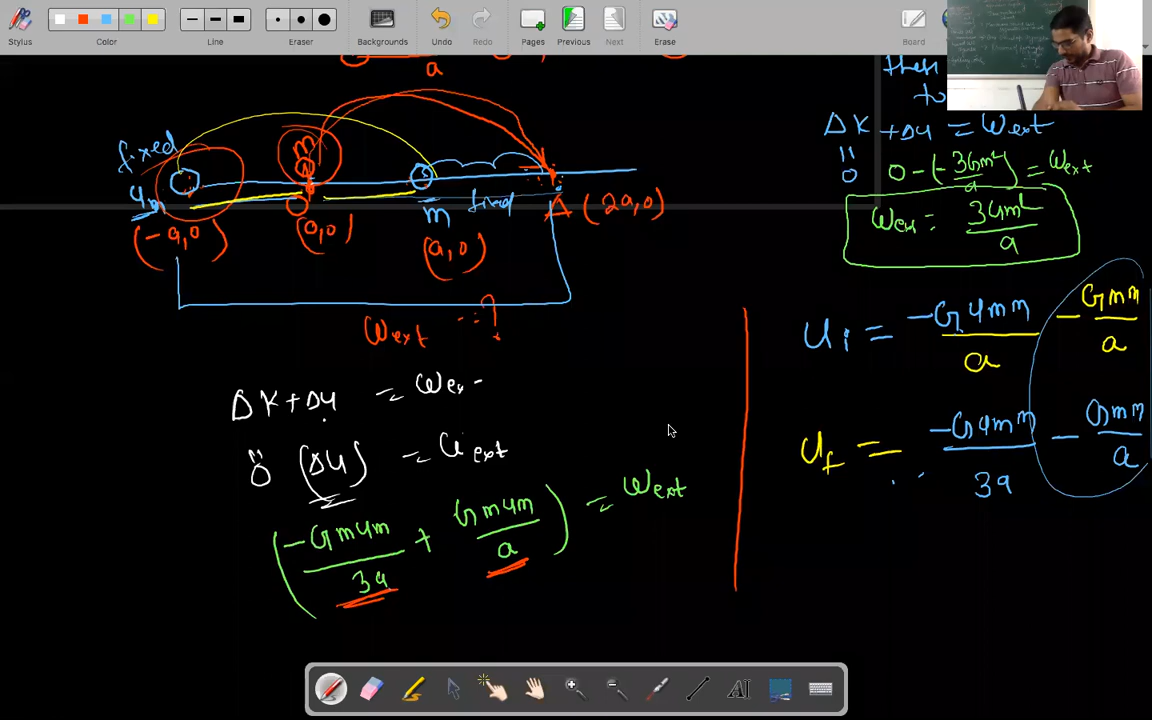 Stylus
Color
Line
Eraser
Backgrounds
Undo
Redo
Pages
Previous
Next
Erase
Board
a
fixed
4m
(-a,0)
m
(0,0)
m
fixed
(a,0)
A (2a,0)
Wext = ?
ΔK+ΔU = Wext
0 (ΔU) = Wext
(-Gm4m/3a + Gm4m/a) = Wext
to
ΔK + ΔU = Wext
0 0-(-3Gm²/a) = Wext
Wext = 3Gm²/a
Ui = -G4mm/a - Gmm/a
Uf = -G4mm/3a - Gmm/a